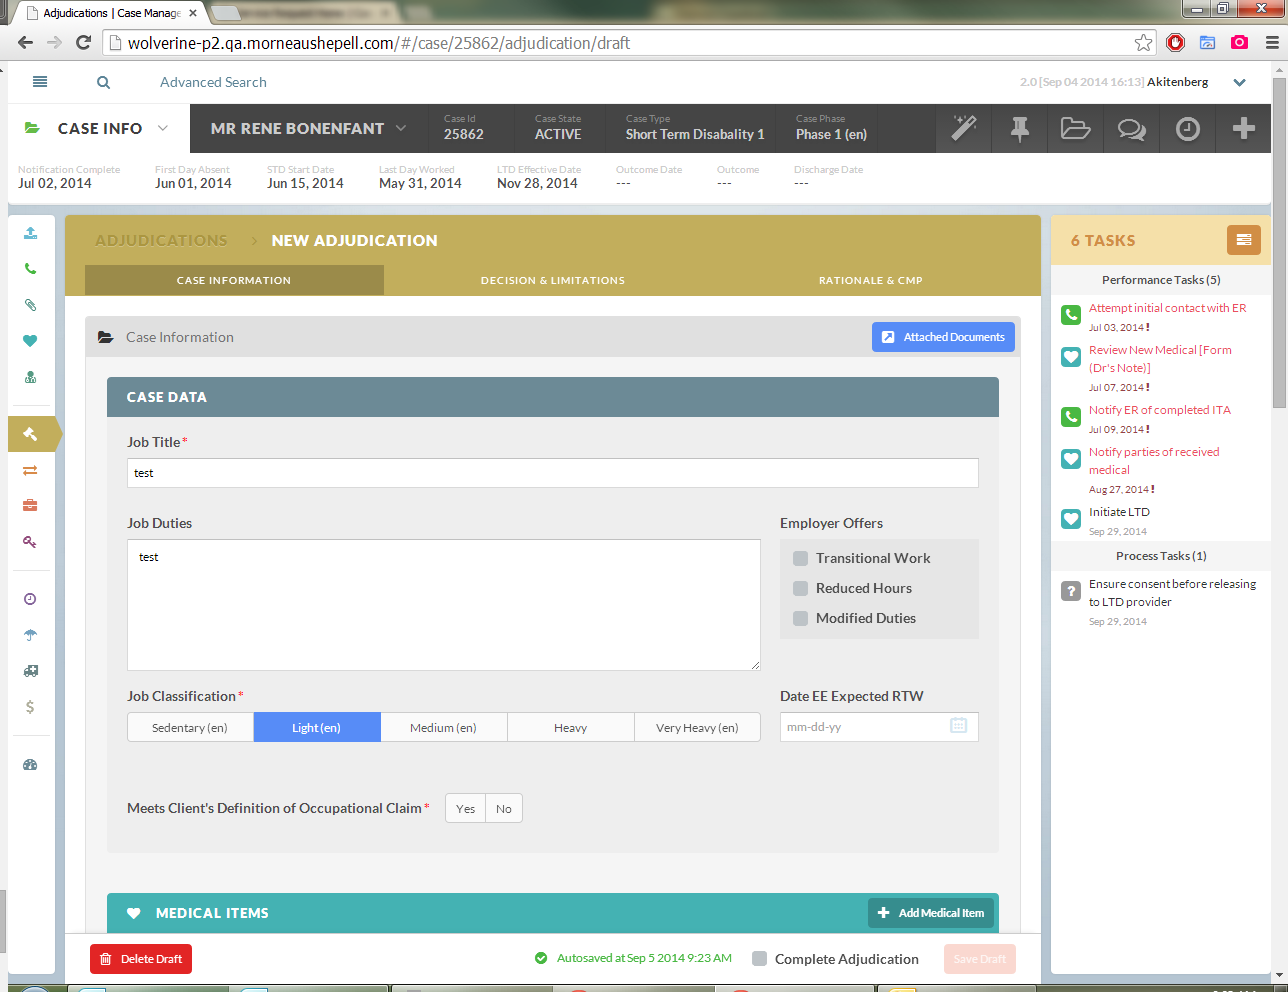 Adjudications | Case Manage
wolverine-p2.qa.morneaushepell.com/#/case/25862/adjudication/draft
Advanced Search
2.0 [Sep 04 2014 16:13] Akitenberg
CASE INFO
MR RENE BONENFANT
Case Id
25862
Case State
ACTIVE
Case Type
Short Term Disabality 1
Case Phase
Phase 1 (en)
Notification Complete
Jul 02, 2014
First Day Absent
Jun 01, 2014
STD Start Date
Jun 15, 2014
Last Day Worked
May 31, 2014
LTD Effective Date
Nov 28, 2014
Outcome Date
---
Outcome
---
Discharge Date
---
ADJUDICATIONS > NEW ADJUDICATION
CASE INFORMATION
DECISION & LIMITATIONS
RATIONALE & CMP
Case Information
Attached Documents
CASE DATA
Job Title*
test
Job Duties
test
Employer Offers
Transitional Work
Reduced Hours
Modified Duties
Job Classification*
Sedentary (en)
Light (en)
Medium (en)
Heavy
Very Heavy (en)
Date EE Expected RTW
mm-dd-yy
Meets Client's Definition of Occupational Claim*
Yes
No
MEDICAL ITEMS
Add Medical Item
Delete Draft
Autosaved at Sep 5 2014 9:23 AM
Complete Adjudication
Save Draft
6 TASKS
Performance Tasks (5)
Attempt initial contact with ER
Jul 03, 2014!
Review New Medical [Form
(Dr's Note)]
Jul 07, 2014!
Notify ER of completed ITA
Jul 09, 2014!
Notify parties of received
medical
Aug 27, 2014!
Initiate LTD
Sep 29, 2014
Process Tasks (1)
Ensure consent before releasing
to LTD provider
Sep 29, 2014